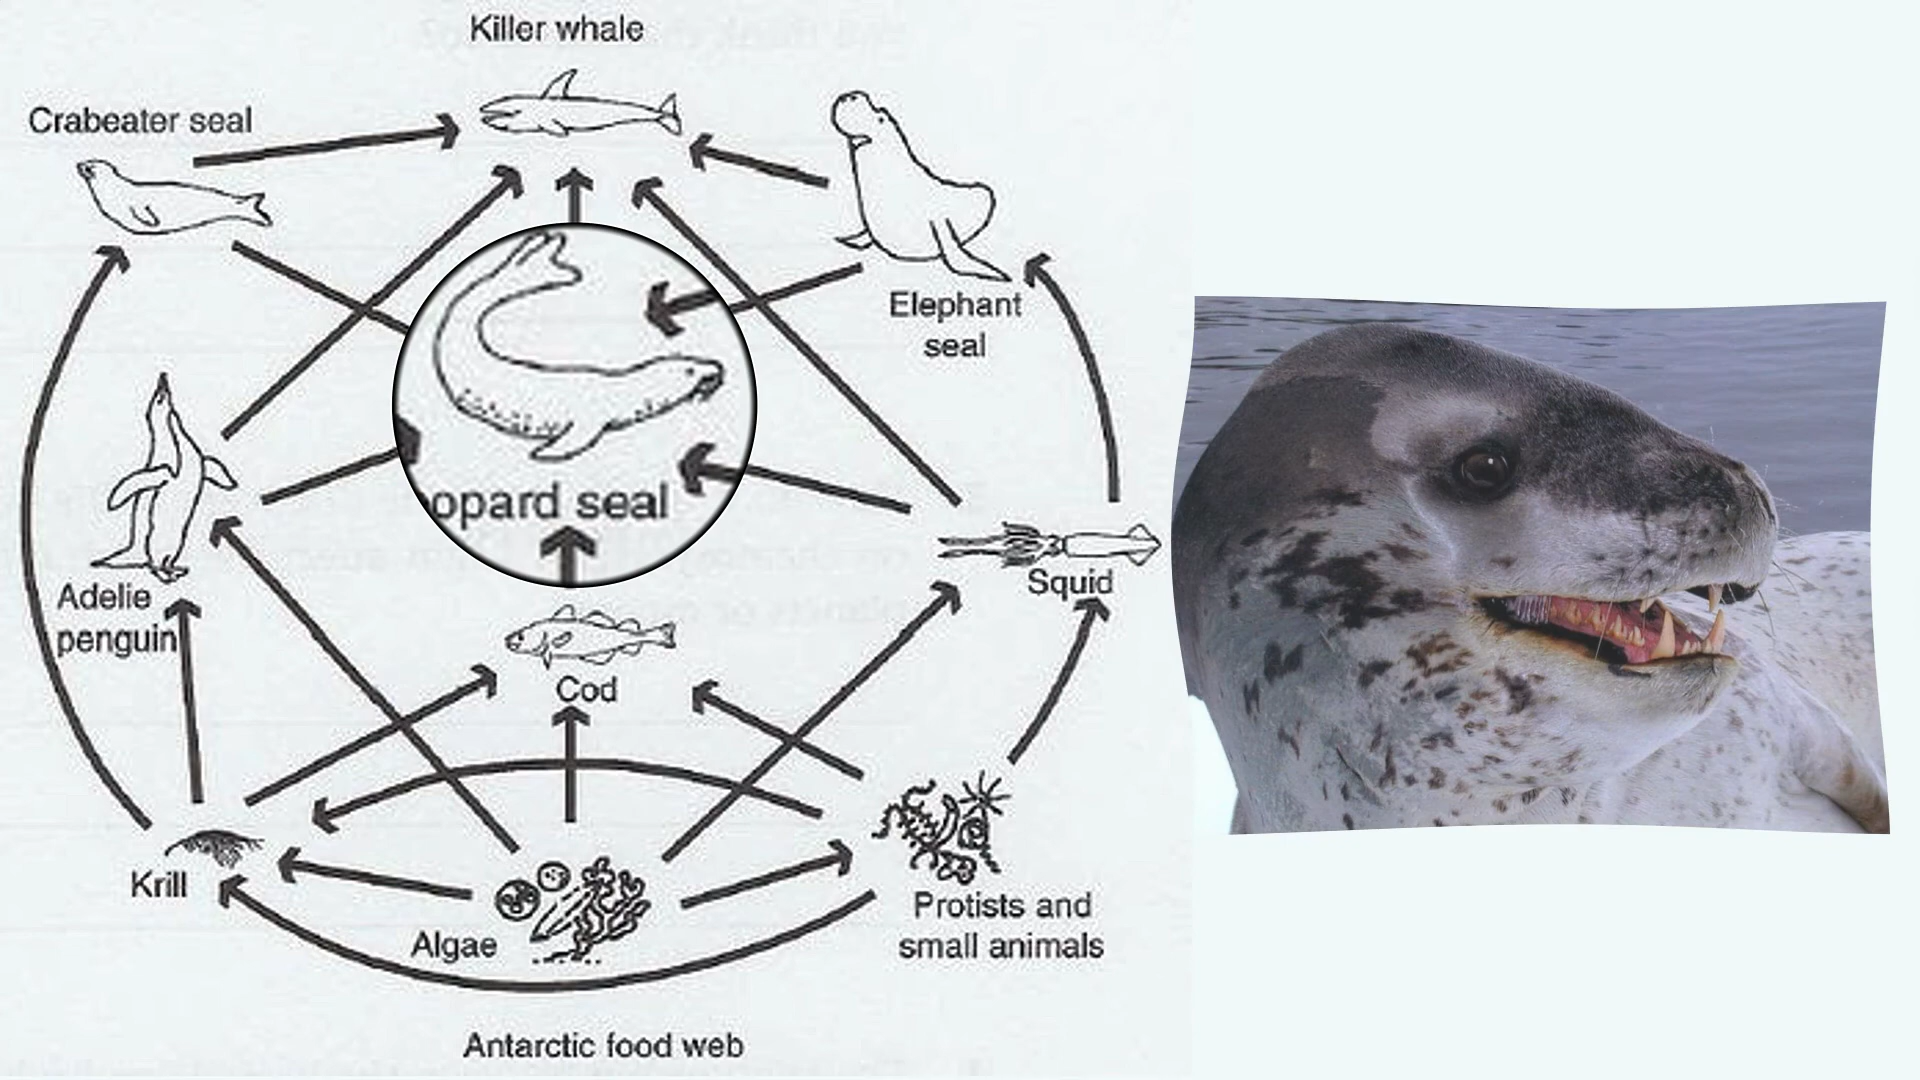 Killer whale
Crabeater seal
Elephant
seal
opard seal
Squid
Adelie
penguin
Cod
Krill
Algae
Protists and
small animals
Antarctic food web